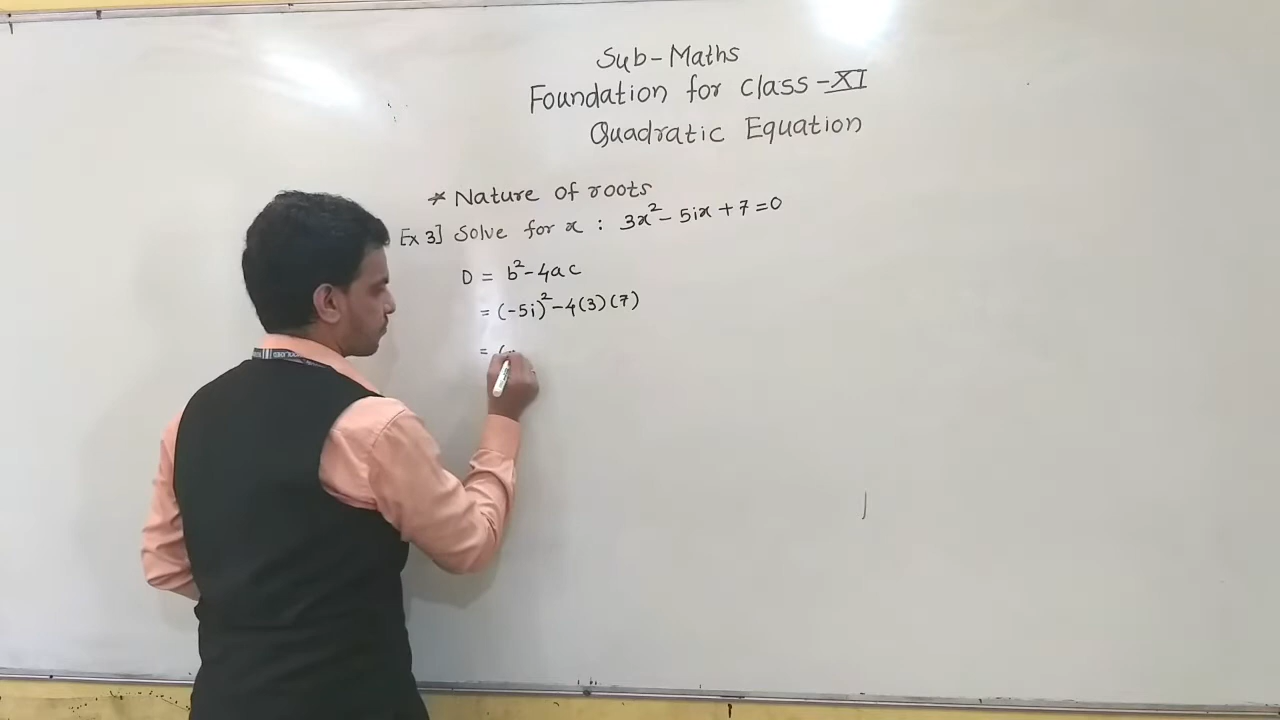 Sub-Maths
Foundation for Class-XI
Quadratic Equation
* Nature of roots
Ex 3] Solve for x : 3x² - 5ix + 7 = 0
D = b² - 4ac
= (-5i)² - 4(3)(7)
= (